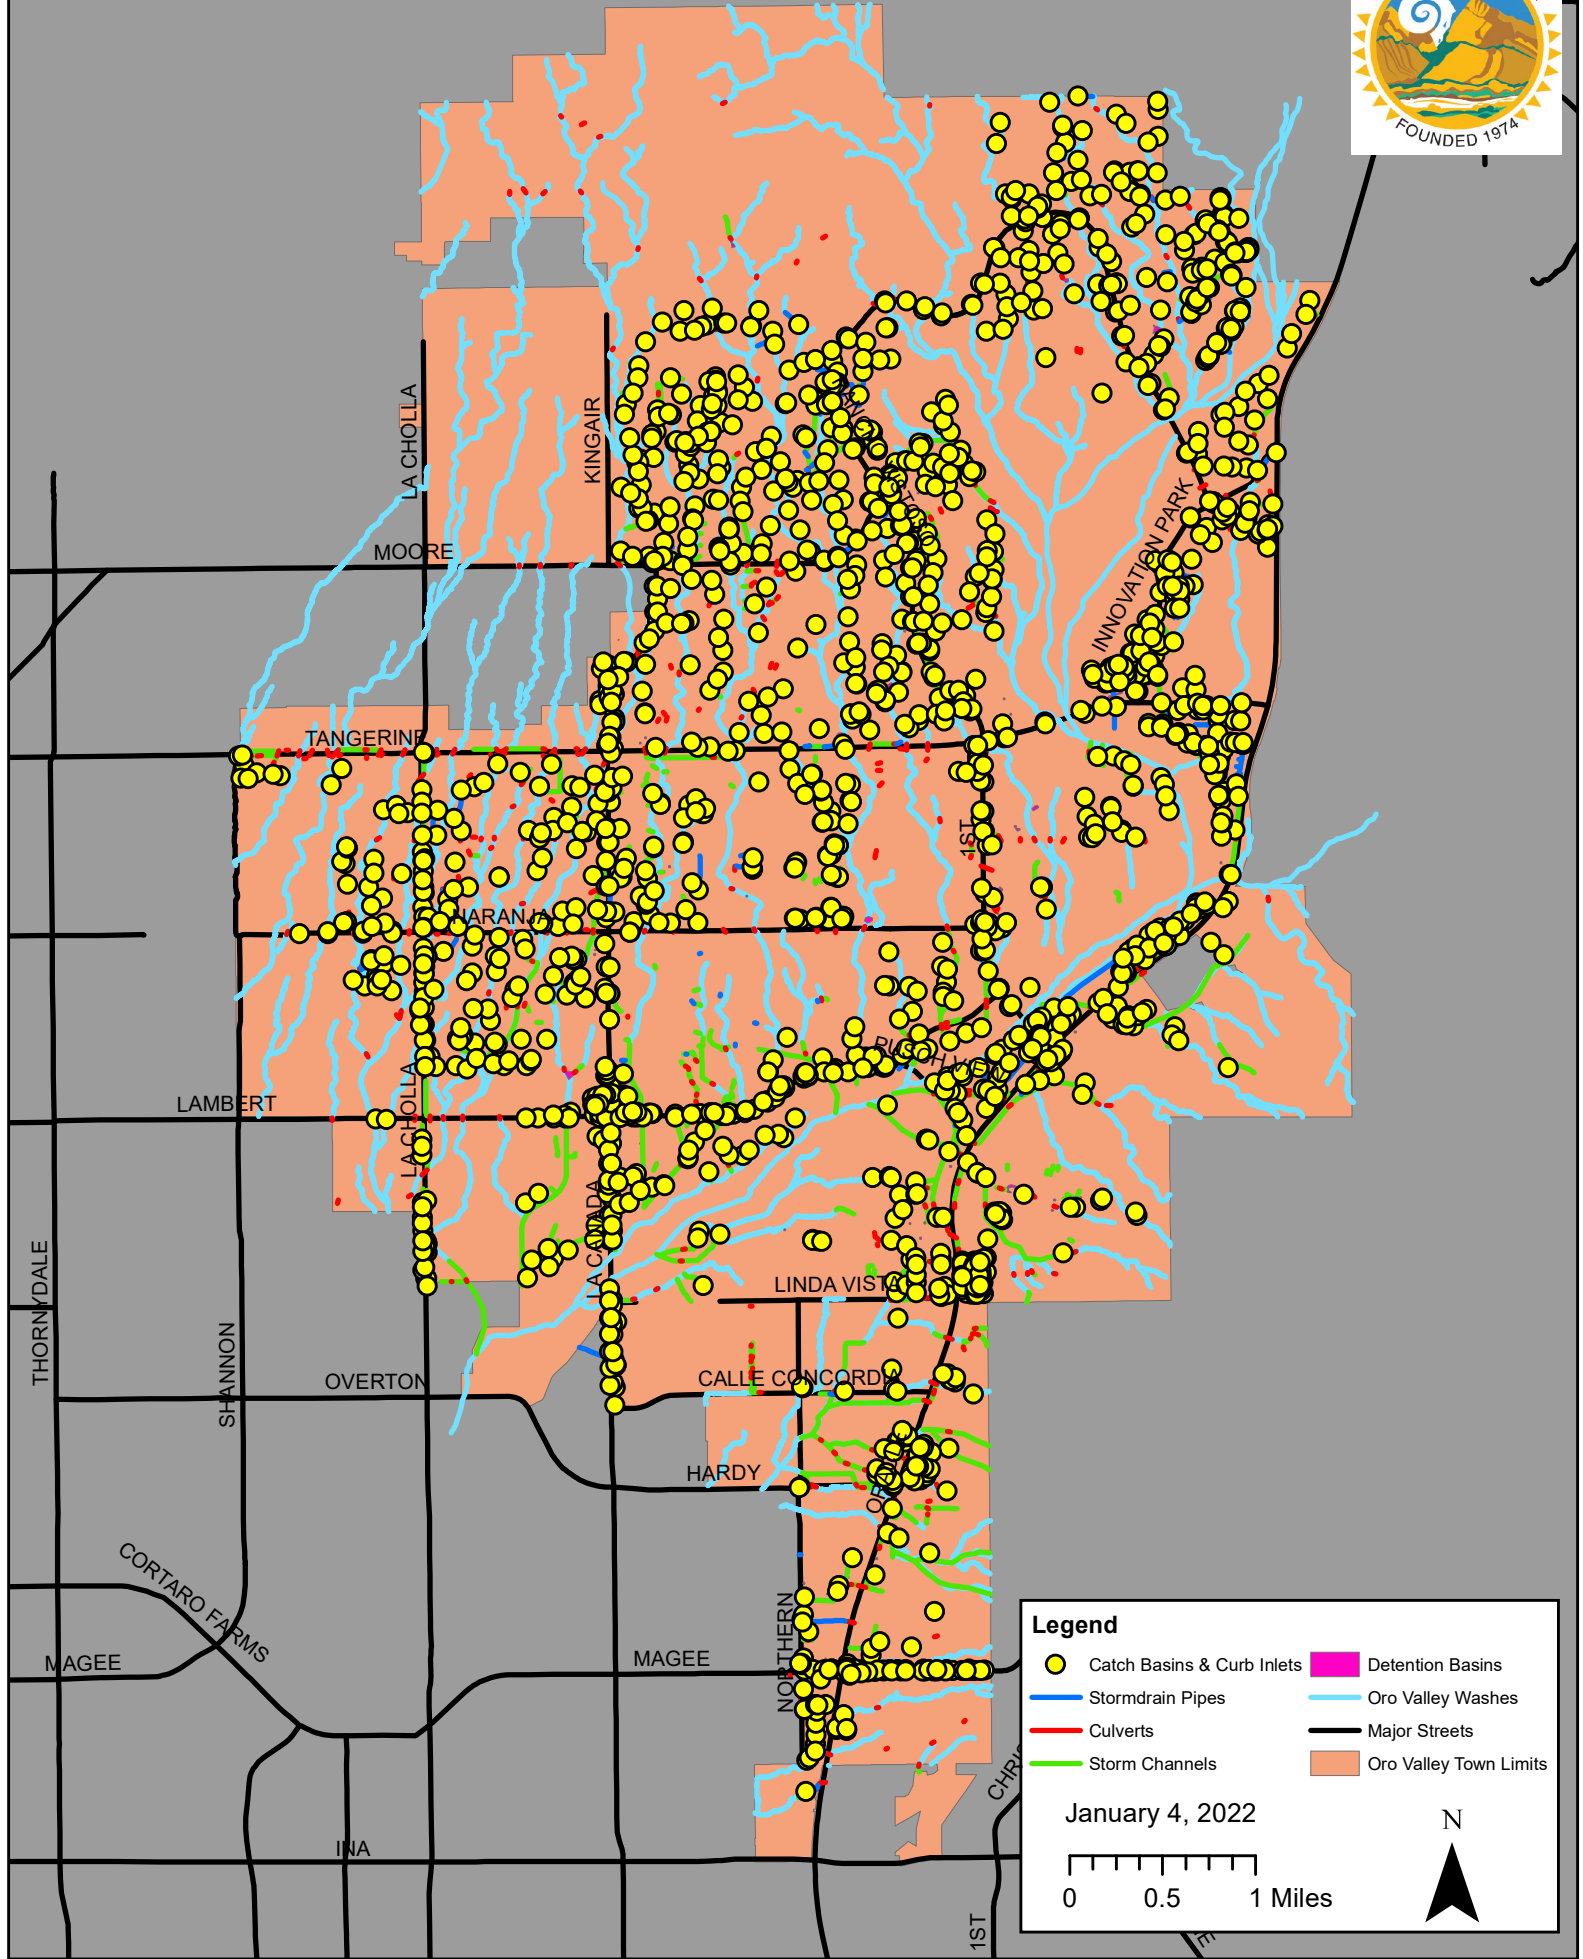 FOUNDED 1974
LA CHOLLA
KINGAIR
MOORE
INNOVATION PARK
TANGERINE
1ST
NARANJA
PUSCH VIEW
LAMBERT
LA CHOLLA
LA CANADA
THORNYDALE
SHANNON
LINDA VISTA
OVERTON
CALLE CONCORDIA
HARDY
CORTARO FARMS
MAGEE
MAGEE
NORTHERN
INA
1ST
Legend
Catch Basins & Curb Inlets
Detention Basins
Stormdrain Pipes
Oro Valley Washes
Culverts
Major Streets
Storm Channels
Oro Valley Town Limits
January 4, 2022
N
0 0.5 1 Miles